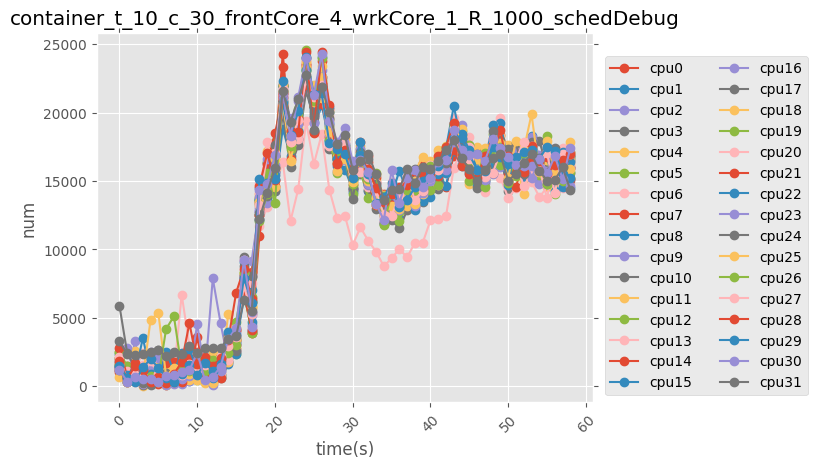 container_t_10_c_30_frontCore_4_wrkCore_1_R_1000_schedDebug
25000
20000
15000
10000
5000
0
num
0
10
20
30
40
50
60
time(s)
cpu0
cpu1
cpu2
cpu3
cpu4
cpu5
cpu6
cpu7
cpu8
cpu9
cpu10
cpu11
cpu12
cpu13
cpu14
cpu15
cpu16
cpu17
cpu18
cpu19
cpu20
cpu21
cpu22
cpu23
cpu24
cpu25
cpu26
cpu27
cpu28
cpu29
cpu30
cpu31